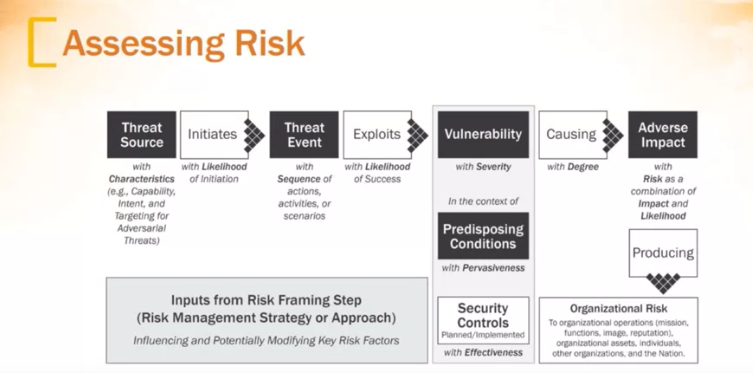 Assessing Risk
Threat
Source
with
Characteristics
(e.g., Capability,
Intent, and
Targeting for
Adversarial
Threats)
Initiates
with Likelihood
of Initiation
Threat
Event
with
Sequence of
actions,
activities, or
scenarios
Exploits
with Likelihood
of Success
Vulnerability
with Severity
In the context of
Predisposing
Conditions
with Pervasiveness
Security
Controls
Planned/Implemented
with Effectiveness
Causing
with Degree
Adverse
Impact
with
Risk as a
combination of
Impact and
Likelihood
Producing
Organizational Risk
To organizational operations (mission,
functions, image, reputation),
organizational assets, individuals,
other organizations, and the Nation.
Inputs from Risk Framing Step
(Risk Management Strategy or Approach)
Influencing and Potentially Modifying Key Risk Factors